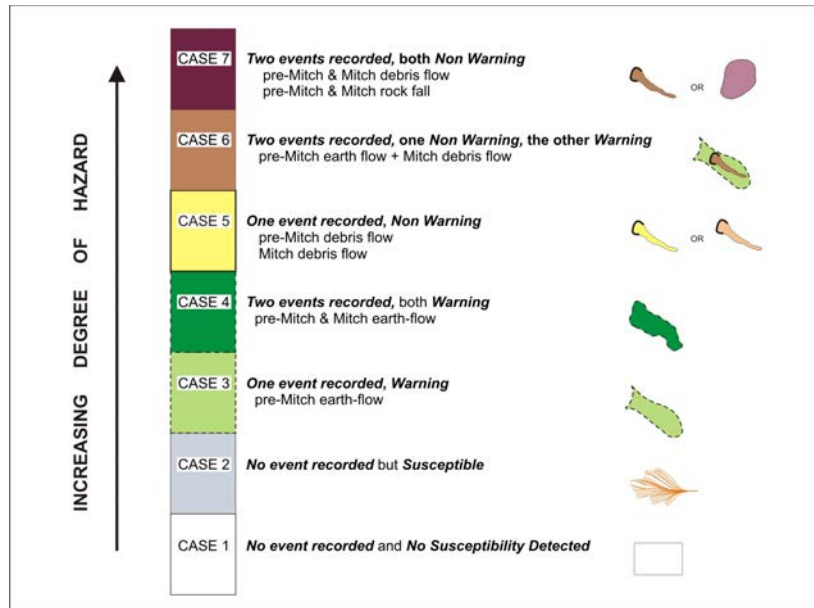 INCREASING DEGREE OF HAZARD
CASE 7 Two events recorded, both Non Warning
pre-Mitch & Mitch debris flow
pre-Mitch & Mitch rock fall
OR
CASE 6 Two events recorded, one Non Warning, the other Warning
pre-Mitch earth flow + Mitch debris flow
CASE 5 One event recorded, Non Warning
pre-Mitch debris flow
Mitch debris flow
OR
CASE 4 Two events recorded, both Warning
pre-Mitch & Mitch earth-flow
CASE 3 One event recorded, Warning
pre-Mitch earth-flow
CASE 2 No event recorded but Susceptible
CASE 1 No event recorded and No Susceptibility Detected